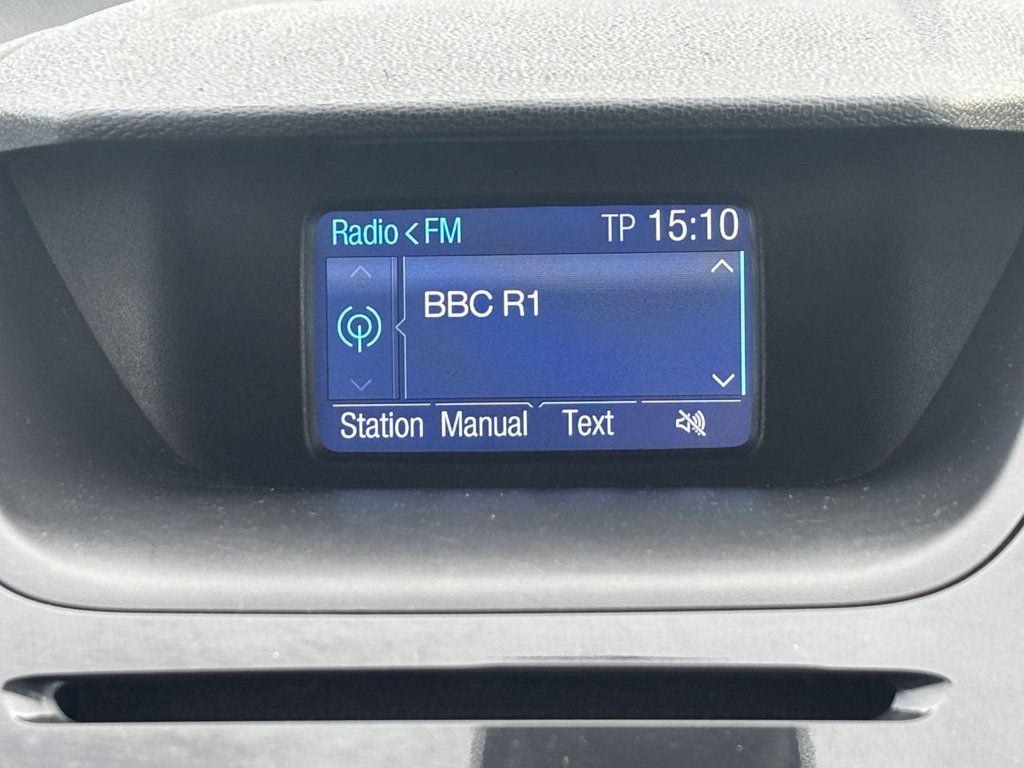 Radio < FM TP 15:10
BBC R1
Station Manual Text